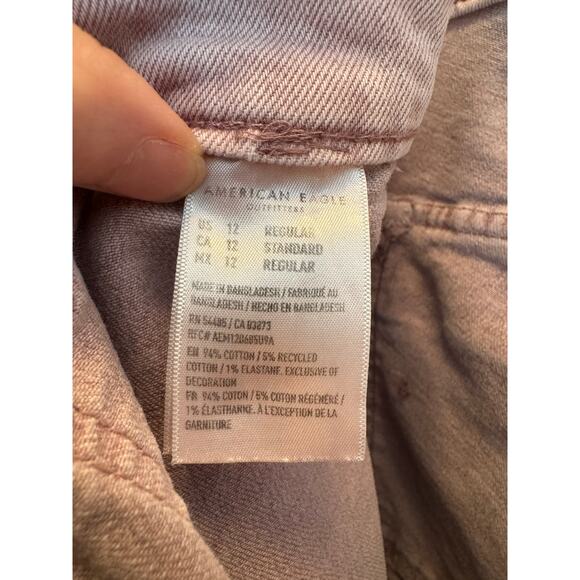 AMERICAN EAGLE
OUTFITTERS
US 12 REGULAR
CA 12 STANDARD
MX 12 REGULAR
MADE IN BANGLADESH / FABRIQUÉ AU
BANGLADESH / HECHO EN BANGLADESH
RN 54485 / CA 03873
RFC# AEM120685U9A
EN 94% COTTON / 5% RECYCLED
COTTON / 1% ELASTANE. EXCLUSIVE OF
DECORATION
FR 94% COTON / 5% COTON RÉGÉNÉRÉ /
1% ÉLASTHANNE. À L'EXCEPTION DE LA
GARNITURE